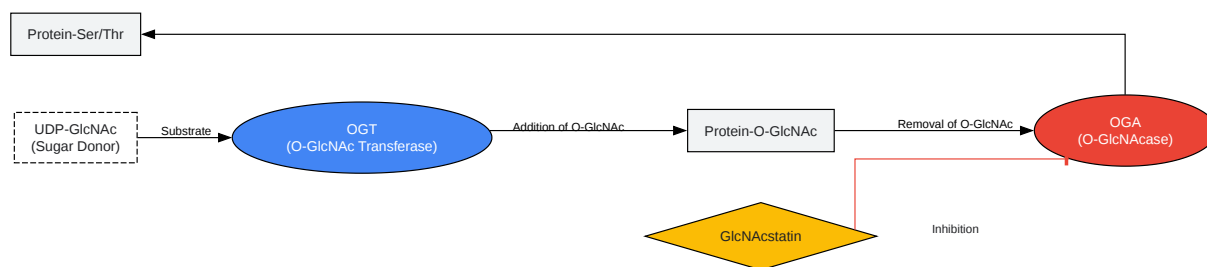 Protein-Ser/Thr
UDP-GlcNAc
(Sugar Donor)
Substrate
OGT
(O-GlcNAc Transferase)
Addition of O-GlcNAc
Protein-O-GlcNAc
Removal of O-GlcNAc
OGA
(O-GlcNAcase)
GlcNAcstatin
Inhibition